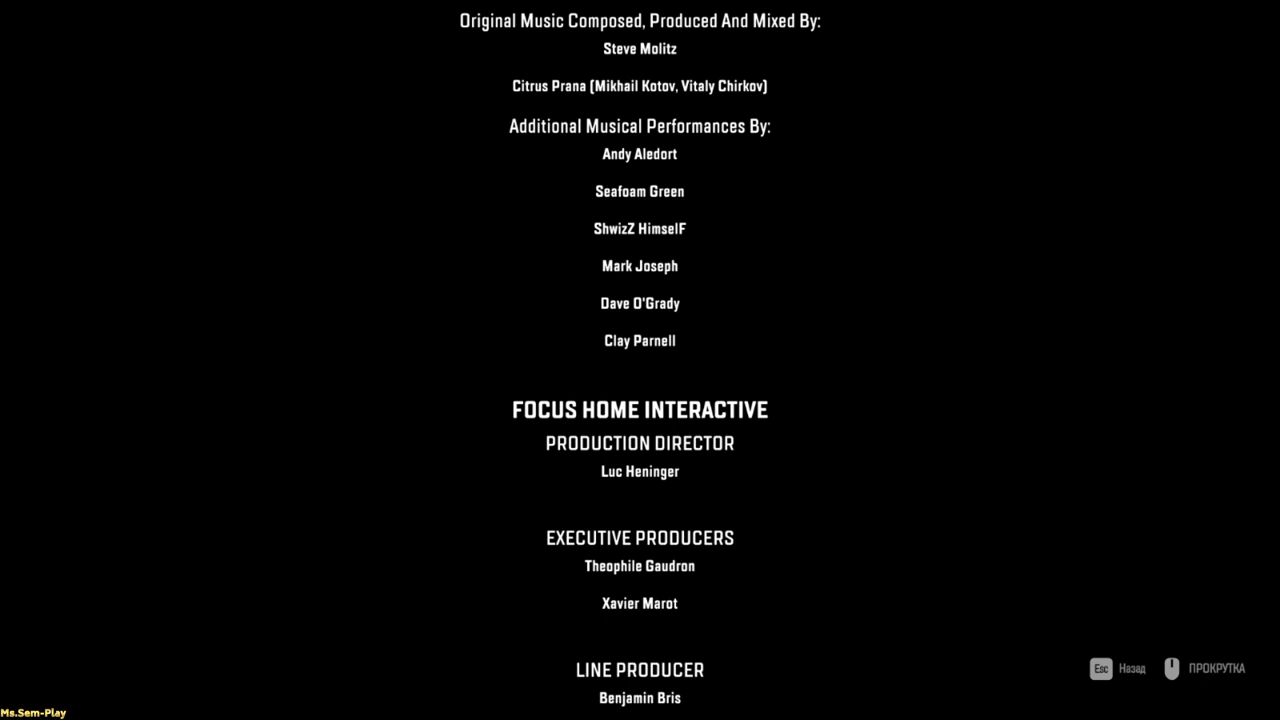 Original Music Composed, Produced And Mixed By:
Steve Molitz
Citrus Prana (Mikhail Kotov, Vitaly Chirkov)
Additional Musical Performances By:
Andy Aledort
Seafoam Green
ShwizZ HimselF
Mark Joseph
Dave O'Grady
Clay Parnell
FOCUS HOME INTERACTIVE
PRODUCTION DIRECTOR
Luc Heninger
EXECUTIVE PRODUCERS
Theophile Gaudron
Xavier Marot
LINE PRODUCER
Benjamin Bris
Esc Назад ПРОКРУТКА
Ms.Sem-Play